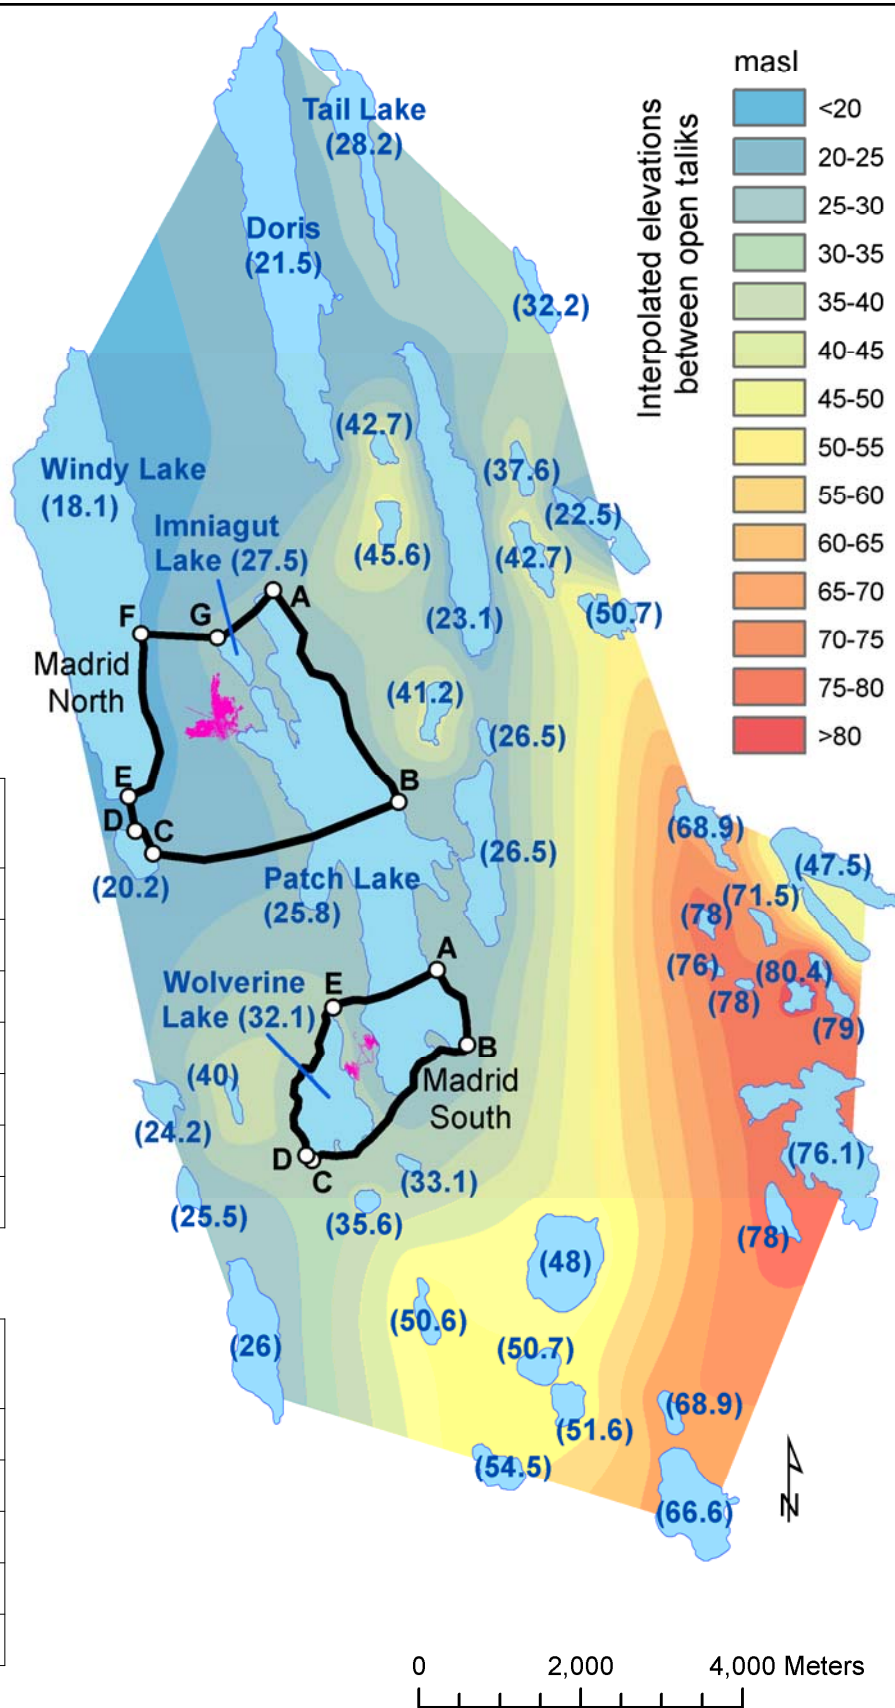 masl
Interpolated elevations
between open taliks
<20
20-25
25-30
30-35
35-40
40-45
45-50
50-55
55-60
60-65
65-70
70-75
75-80
>80
Tail Lake
(28.2)
Doris
(21.5)
(32.2)
(42.7)
Windy Lake
(18.1)
(37.6)
(22.5)
Imniagut
Lake (27.5)
(45.6)
(42.7)
A
(50.7)
F
G
(23.1)
Madrid
North
(41.2)
(26.5)
E
B
D
C
(68.9)
(26.5)
(47.5)
(20.2)
Patch Lake
(25.8)
(71.5)
(78)
A
(76)
(80.4)
Wolverine
Lake (32.1)
E
(78)
(79)
B
(40)
Madrid
South
(24.2)
(76.1)
D
C
(33.1)
(25.5)
(35.6)
(78)
(48)
(50.6)
(26)
(50.7)
(68.9)
(51.6)
(54.5)
(66.6)
N
0 2,000 4,000 Meters